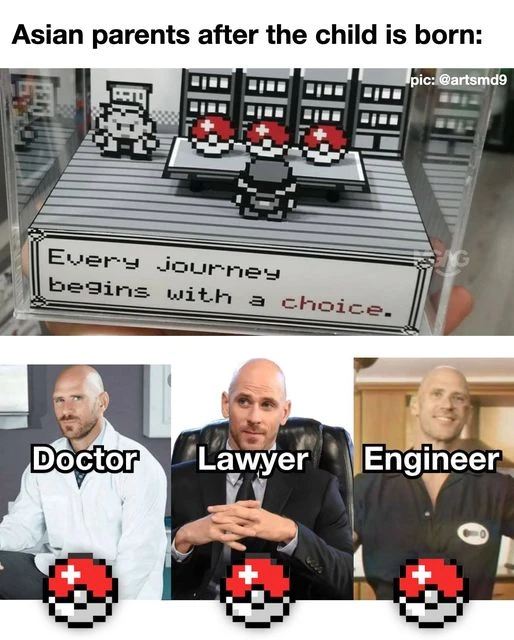 Asian parents after the child is born:
pic: @artsmd9
Every journey
begins with a choice.
Doctor
Lawyer
Engineer